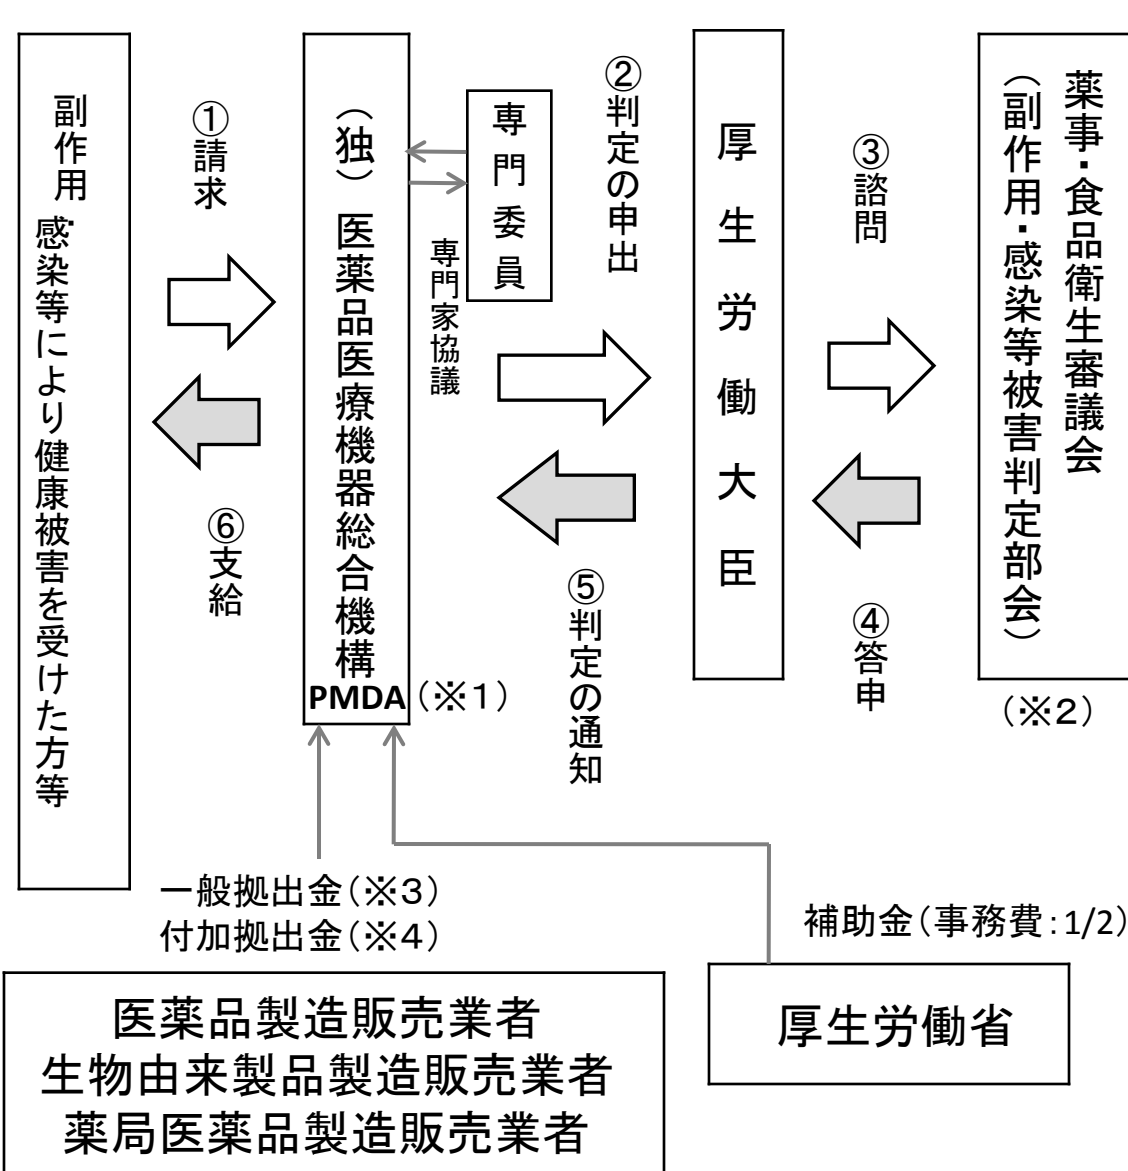 副作用・
感染等により健康被害を受けた方等
①請求
⑥支給
（独）医薬品医療機器総合機構
PMDA（※1）
専門委員
専門家協議
②判定の申出
⑤判定の通知
厚生労働大臣
③諮問
④答申
薬事・食品衛生審議会
（副作用・感染等被害判定部会）
（※2）
一般拠出金（※3）
付加拠出金（※4）
補助金（事務費：1/2）
医薬品製造販売業者
生物由来製品製造販売業者
薬局医薬品製造販売業者
厚生労働省